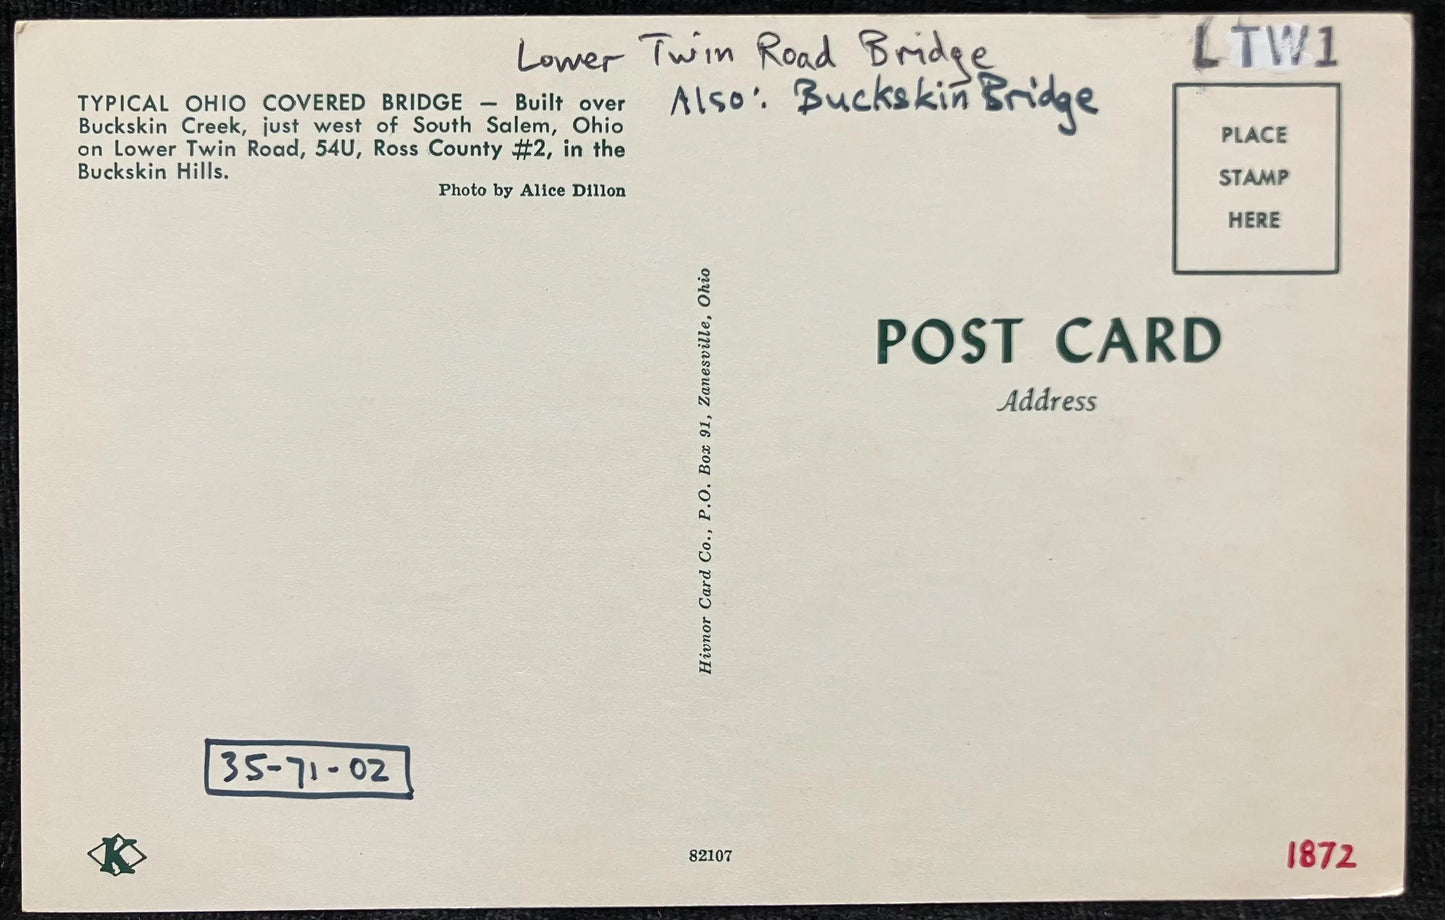 Lower Twin Road Bridge
Also: Buckskin Bridge
LTW1
TYPICAL OHIO COVERED BRIDGE — Built over
Buckskin Creek, just west of South Salem, Ohio
on Lower Twin Road, 54U, Ross County #2, in the
Buckskin Hills.
Photo by Alice Dillon
PLACE
STAMP
HERE
POST CARD
Address
Hivnor Card Co., P.O. Box 91, Zanesville, Ohio
35-71-02
K
82107
1872